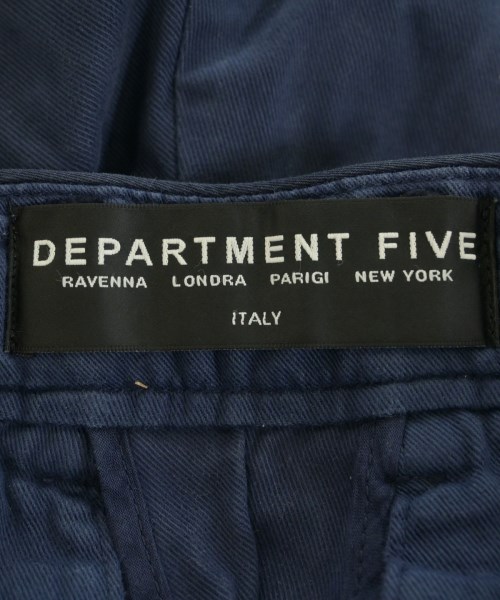 DEPARTMENT FIVE
RAVENNA LONDRA PARIGI NEW YORK
ITALY